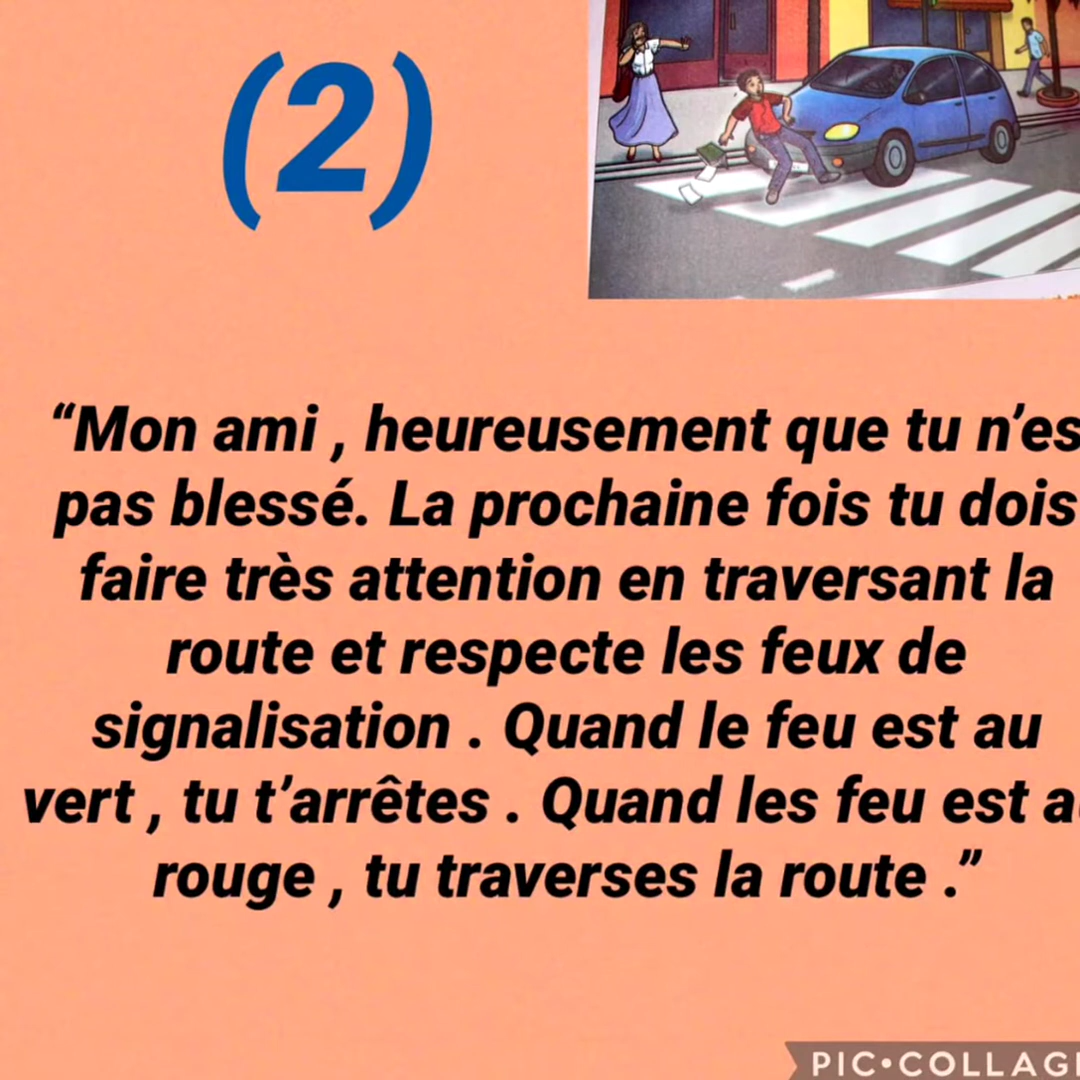 (2)
“Mon ami , heureusement que tu n’es
pas blessé. La prochaine fois tu dois
faire très attention en traversant la
route et respecte les feux de
signalisation . Quand le feu est au
vert , tu t’arrêtes . Quand les feu est
rouge , tu traverses la route .”
PIC•COLLAG